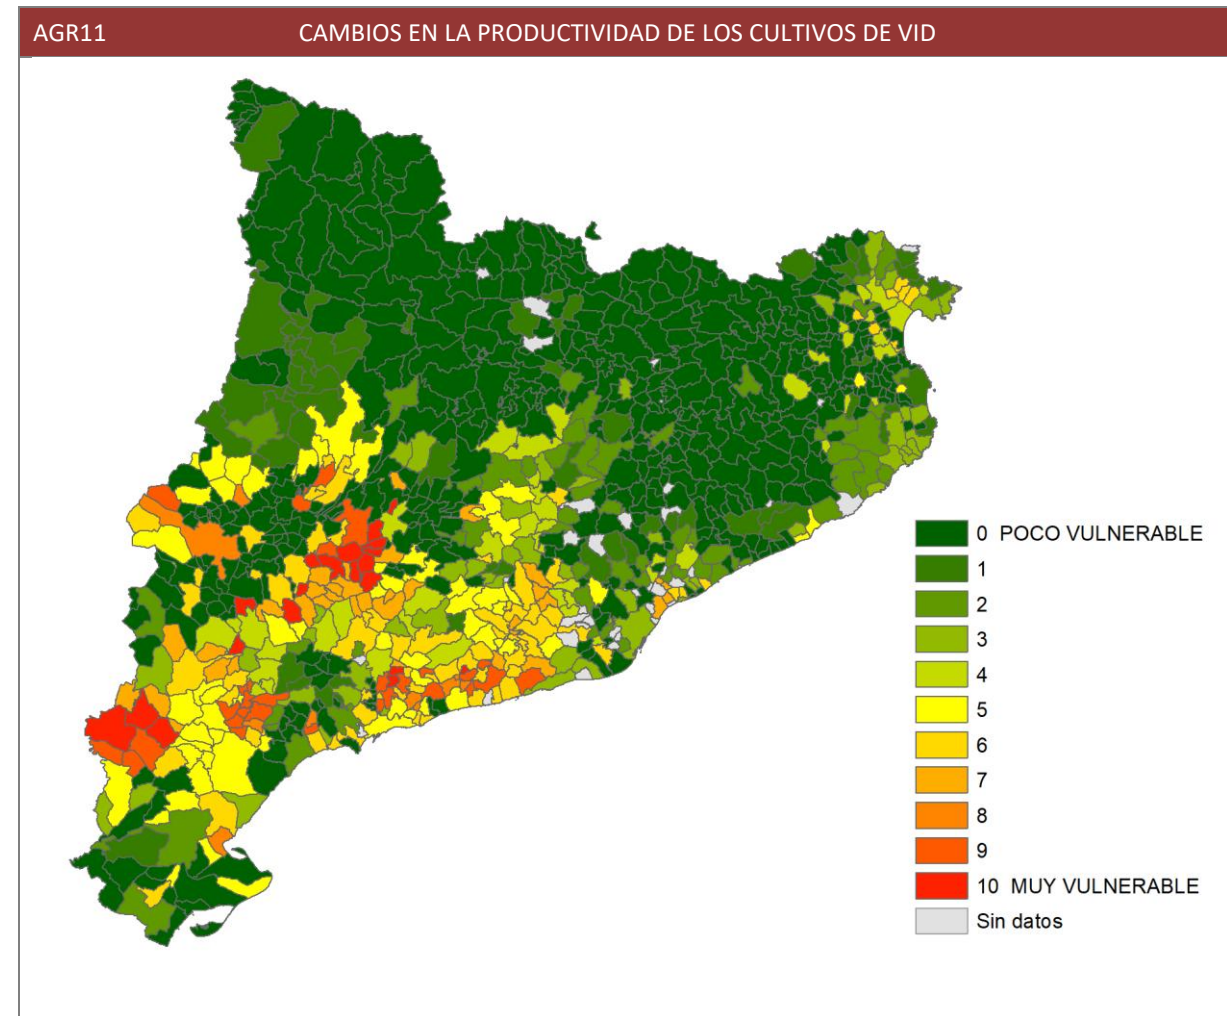 AGR11 CAMBIOS EN LA PRODUCTIVIDAD DE LOS CULTIVOS DE VID
0 POCO VULNERABLE
1
2
3
4
5
6
7
8
9
10 MUY VULNERABLE
Sin datos